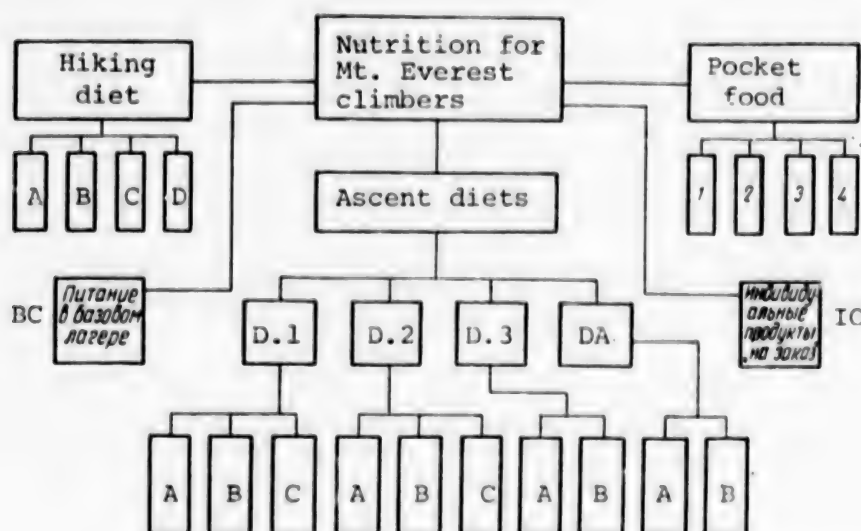 Nutrition for
Mt. Everest
climbers
Hiking
diet
Pocket
food
A B C D
1 2 3 4
Ascent diets
BC
Питание
в базовом
лагере
D.1 D.2 D.3 DA
индивиду-
альные
продукты
на заказ
IO
A B C A B C A B A B